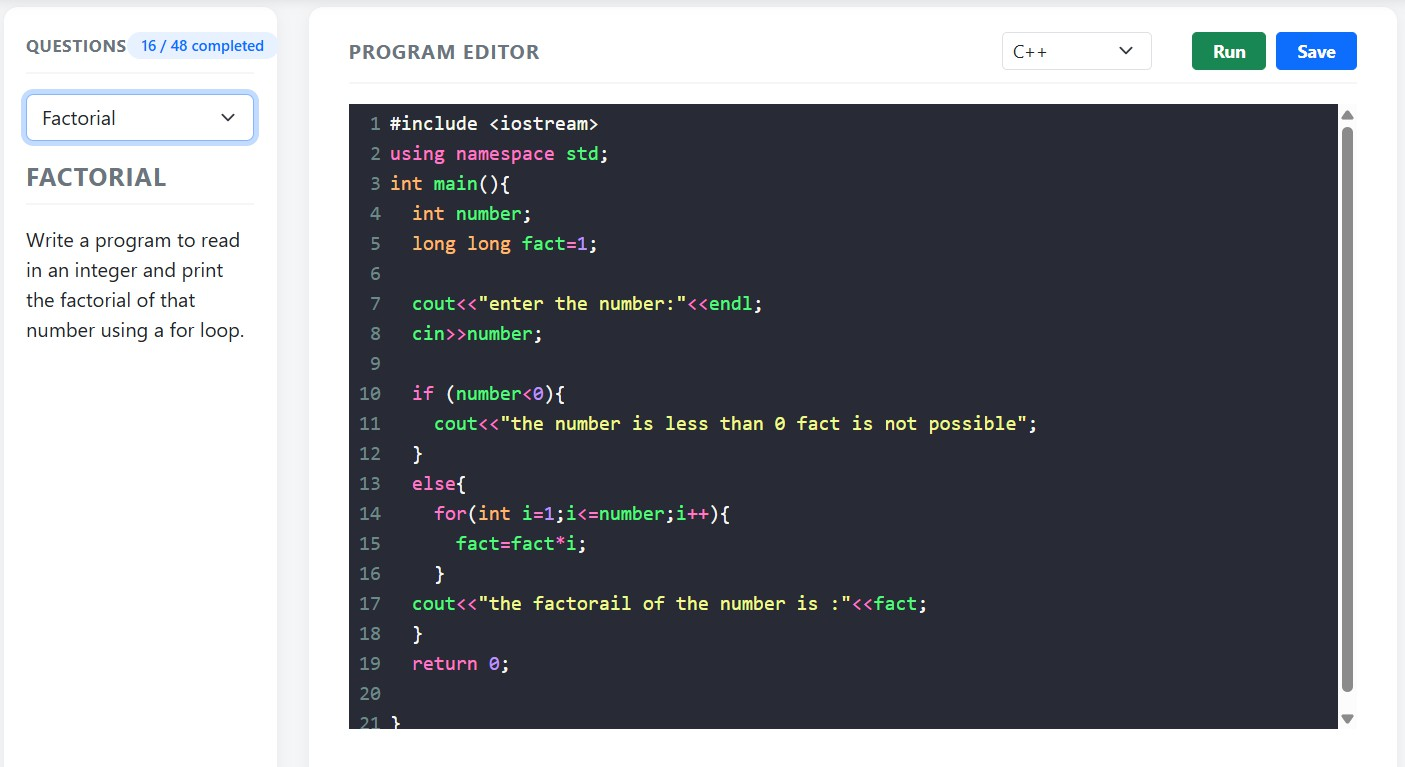 QUESTIONS
16 / 48 completed
Factorial
FACTORIAL
Write a program to read
in an integer and print
the factorial of that
number using a for loop.
PROGRAM EDITOR
C++
Run
Save
1 #include <iostream>
2 using namespace std;
3 int main(){
4   int number;
5   long long fact=1;
6
7   cout<<"enter the number:"<<endl;
8   cin>>number;
9
10   if (number<0){
11     cout<<"the number is less than 0 fact is not possible";
12   }
13   else{
14     for(int i=1;i<=number;i++){
15       fact=fact*i;
16     }
17   cout<<"the factorail of the number is :"<<fact;
18   }
19   return 0;
20
21 }